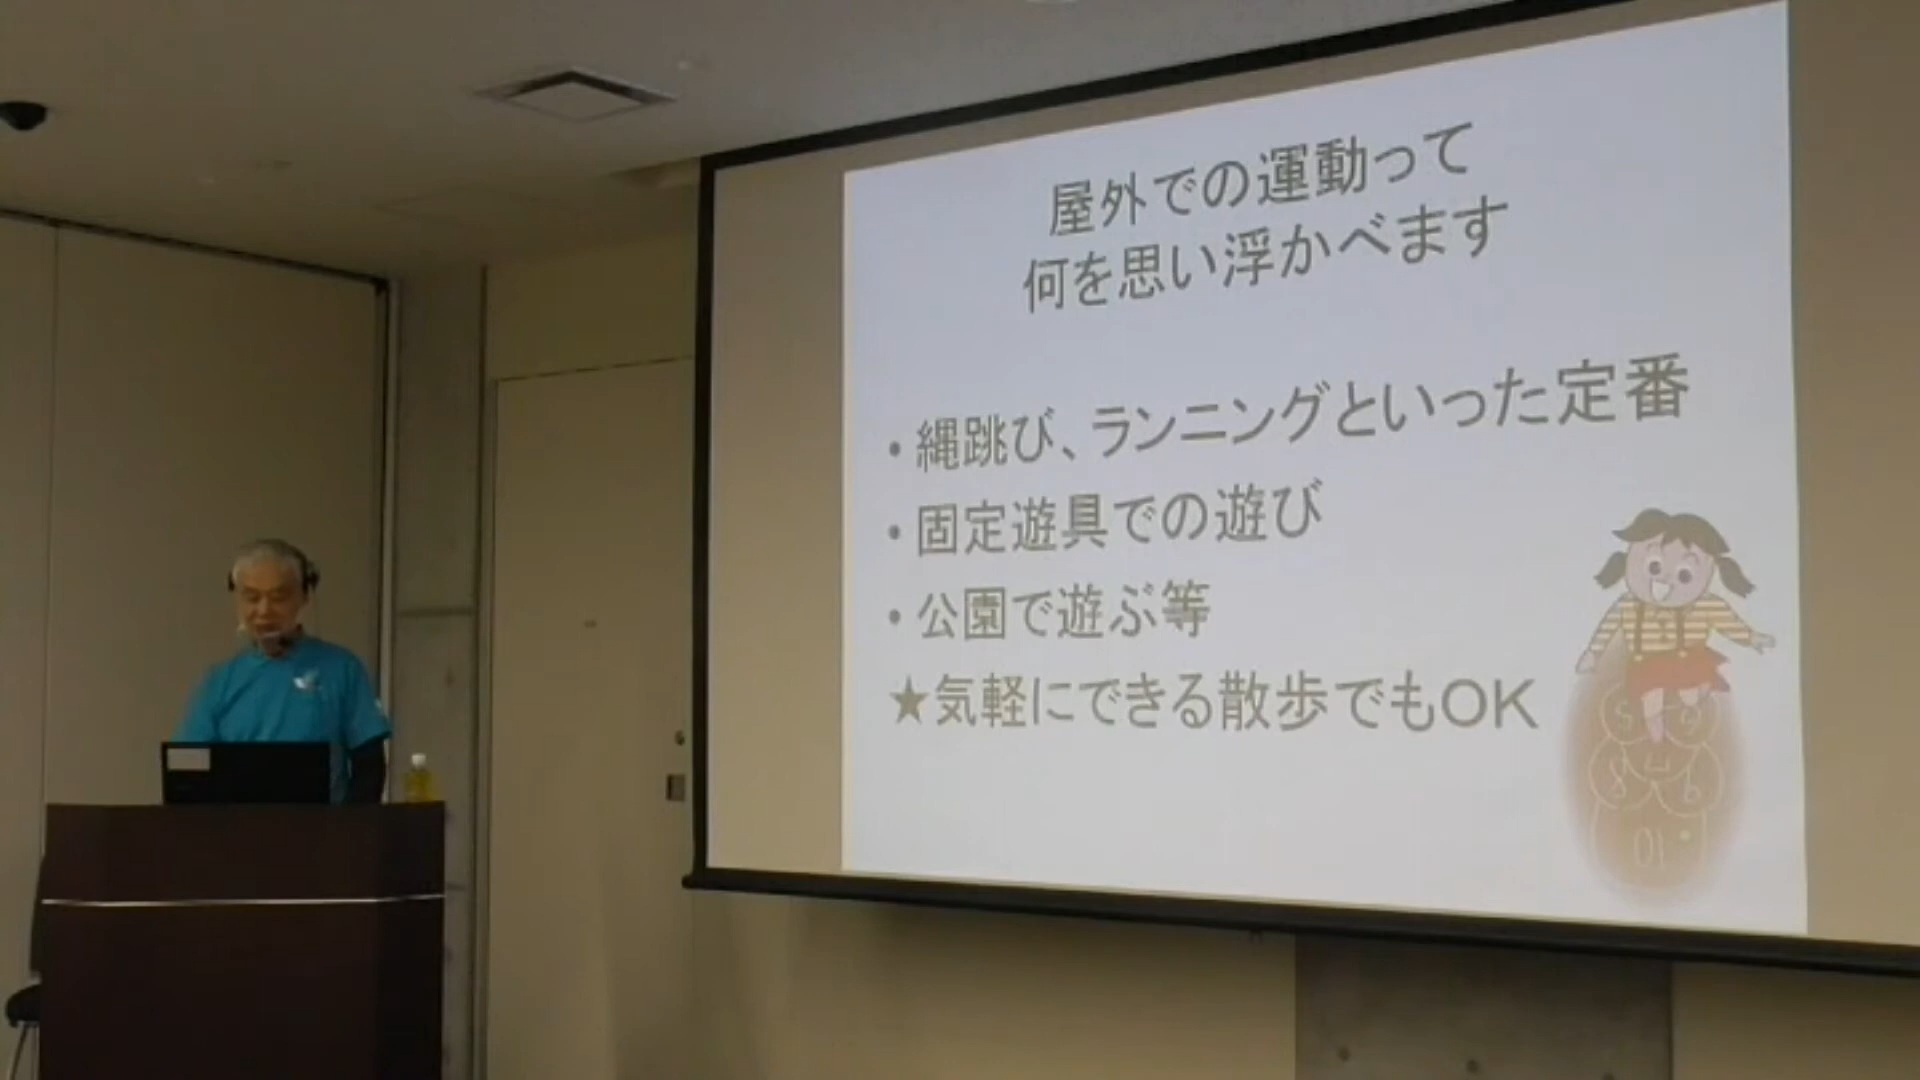 屋外での運動って
何を思い浮かべます
・縄跳び、ランニングといった定番
・固定遊具での遊び
・公園で遊ぶ等
★気軽にできる散歩でもOK